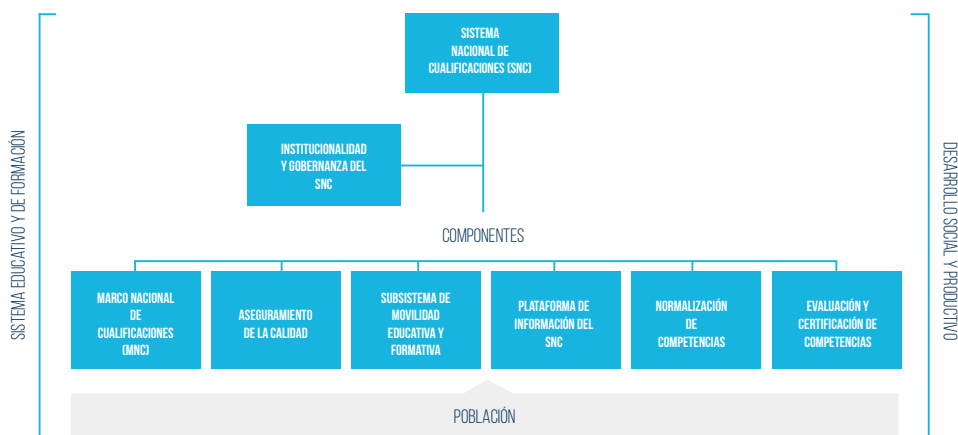 SISTEMA
NACIONAL DE
CUALIFICACIONES (SNC)
INSTITUCIONALIDAD
Y GOBERNANZA DEL
SNC
SISTEMA EDUCATIVO Y DE FORMACIÓN
DESARROLLO SOCIAL Y PRODUCTIVO
COMPONENTES
MARCO NACIONAL
DE
CUALIFICACIONES
(MNC)
ASEGURAMIENTO
DE LA CALIDAD
SUBSISTEMA DE
MOVILIDAD
EDUCATIVA Y
FORMATIVA
PLATAFORMA DE
INFORMACIÓN DEL
SNC
NORMALIZACIÓN
DE
COMPETENCIAS
EVALUACIÓN Y
CERTIFICACIÓN DE
COMPETENCIAS
POBLACIÓN